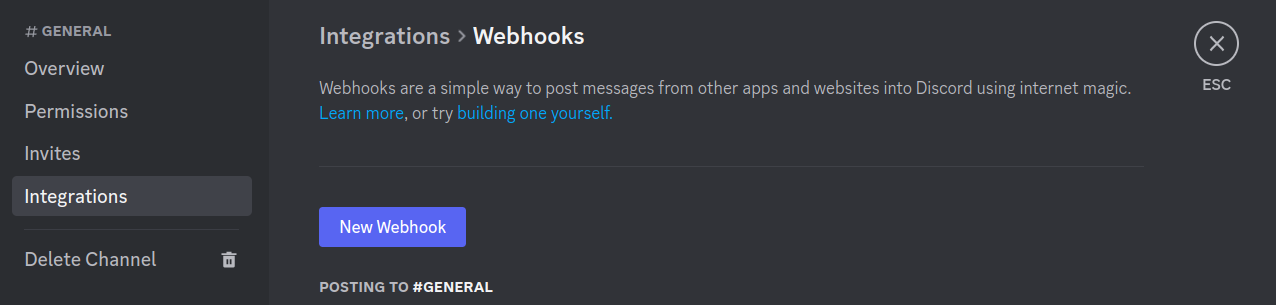 # GENERAL
Overview
Permissions
Invites
Integrations
Delete Channel
Integrations > Webhooks
Webhooks are a simple way to post messages from other apps and websites into Discord using internet magic.
Learn more, or try building one yourself.
New Webhook
POSTING TO #GENERAL
ESC